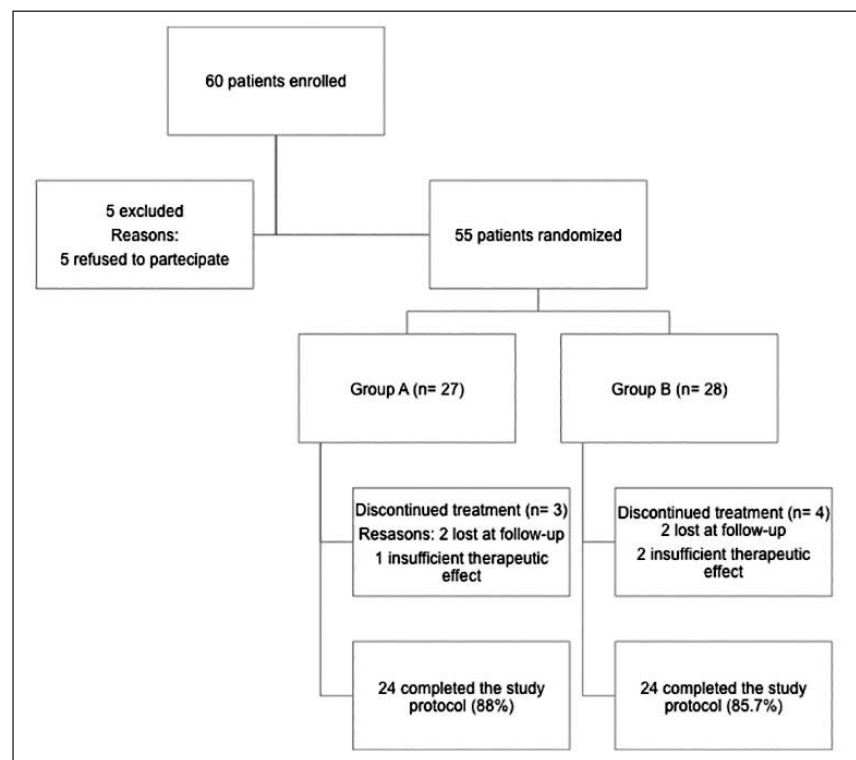 60 patients enrolled
5 excluded
Reasons:
5 refused to partecipate
55 patients randomized
Group A (n= 27)
Group B (n= 28)
Discontinued treatment (n= 3)
Resasons: 2 lost at follow-up
1 insufficient therapeutic
effect
Discontinued treatment (n= 4)
2 lost at follow-up
2 insufficient therapeutic
effect
24 completed the study
protocol (88%)
24 completed the study
protocol (85.7%)